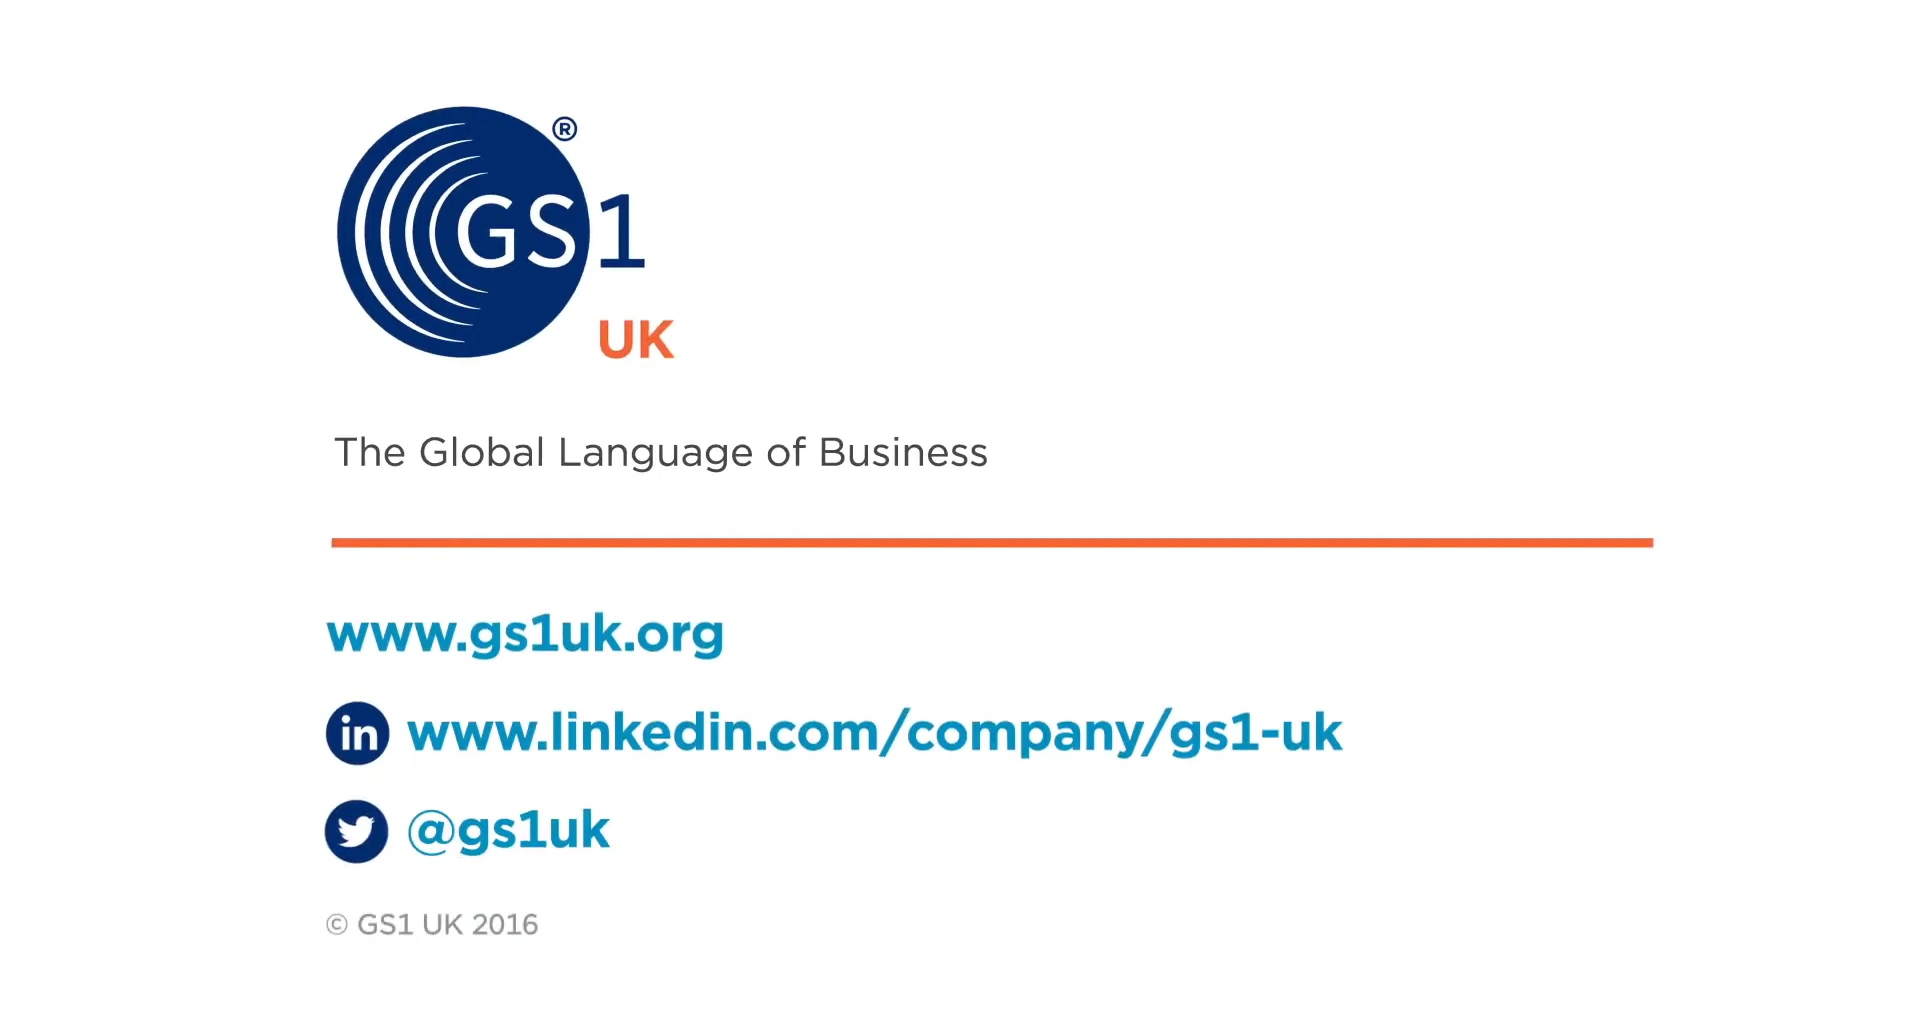 GS1®
UK
The Global Language of Business
www.gs1uk.org
in www.linkedin.com/company/gs1-uk
@gs1uk
© GS1 UK 2016